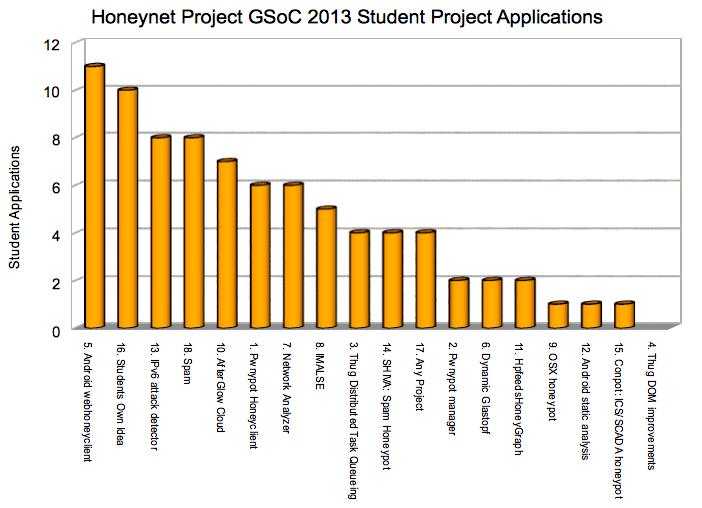 Honeynet Project GSoC 2013 Student Project Applications
Student Applications
12
10
8
6
4
2
0
5. Android webhoneyclient
16. Students Own Idea
13. IPv6 attack detector
18. Spam
10. AfterGlow Cloud
1. Pwnypot Honeyclient
7. Network Analyzer
8. IMALSE
3. Thug Distributed Task Queueing
14. SHIVA: Spam Honeypot
17. Any Project
2. Pwnypot manager
6. Dynamic Glastopf
11. HpfeedsHoneyGraph
9. OSX honeypot
12. Android static analysis
15. Conpot: ICS/SCADA honeypot
4. Thug DOM improvements